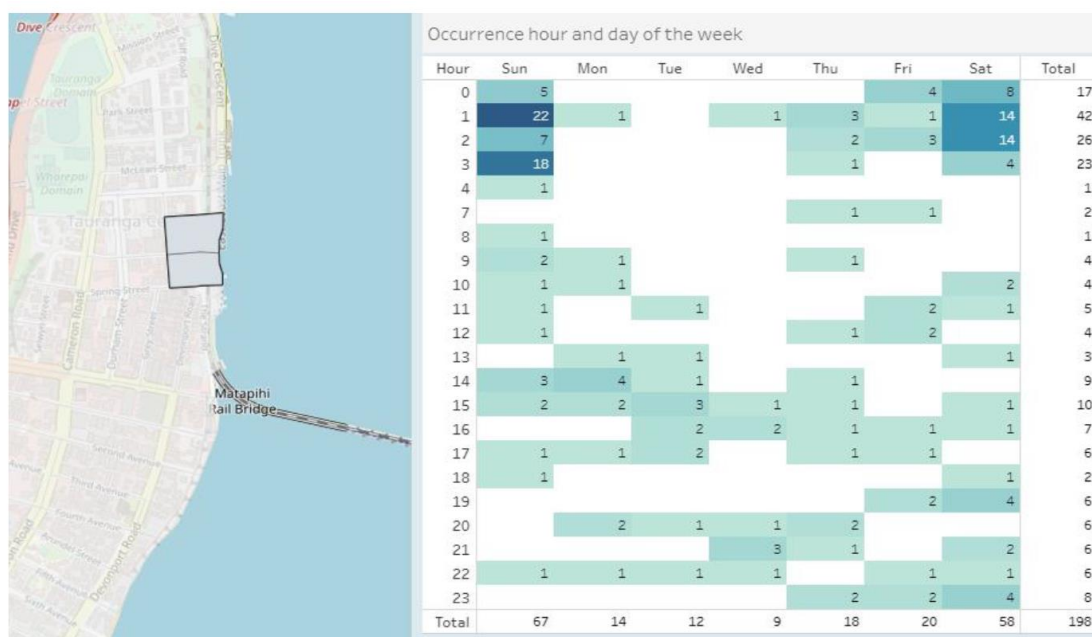 Dive Crescent
Mission Street
Cliff Road
Dive Crescent
Tauranga
Domain
Chapel Street
Park Street
McLean Street
Wharepai
Domain
Tauranga Ce
Spring Street
Cameron Road
Durham Street
Grey Street
Matapihi
Rail Bridge
Second Avenue
Third Avenue
Fourth Avenue
Devonport Road
Fifth Avenue
Sixth Avenue
Occurrence hour and day of the week
Hour Sun Mon Tue Wed Thu Fri Sat Total
0 5 4 8 17
1 22 1 1 3 1 14 42
2 7 2 3 14 26
3 18 1 4 23
4 1 1
7 1 1 2
8 1 1
9 2 1 1 4
10 1 1 2 4
11 1 1 2 1 5
12 1 1 2 4
13 1 1 1 3
14 3 4 1 1 9
15 2 2 3 1 1 1 10
16 2 2 1 1 1 7
17 1 1 2 1 1 6
18 1 1 2
19 2 4 6
20 2 1 1 2 6
21 3 1 2 6
22 1 1 1 1 1 1 6
23 2 2 4 8
Total 67 14 12 9 18 20 58 198